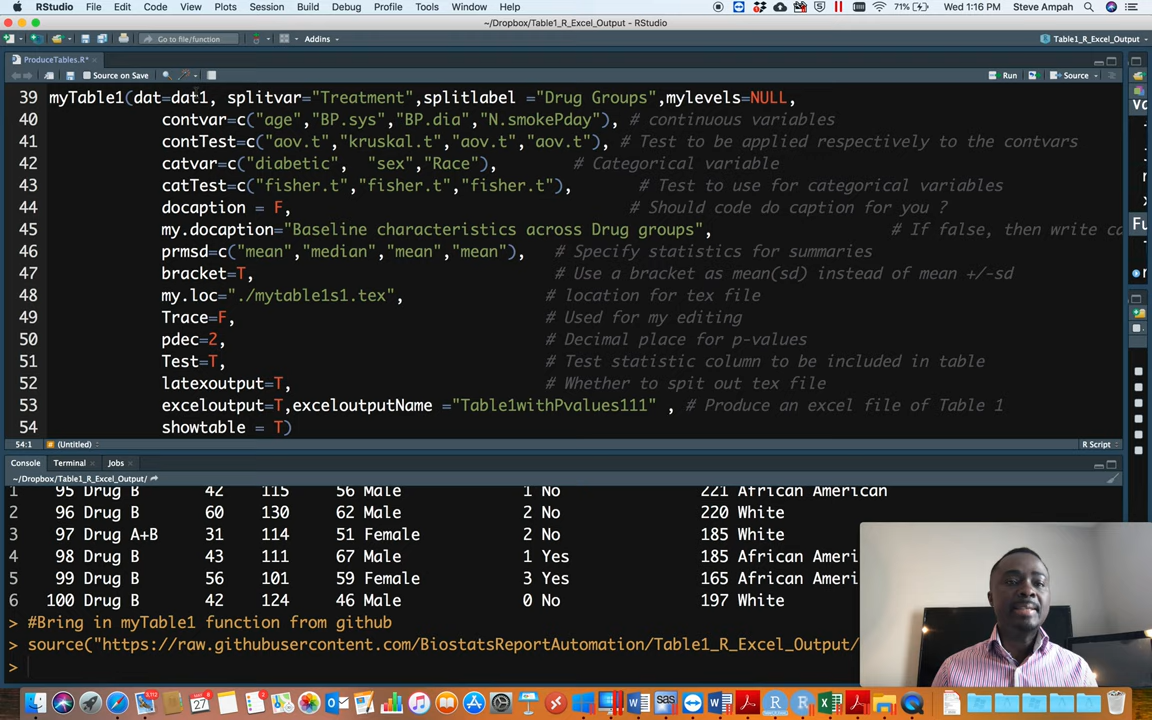 RStudio File Edit Code View Plots Session Build Debug Profile Tools Window Help 71% Wed 1:16 PM Steve Ampah
~/Dropbox/Table1_R_Excel_Output - RStudio
Go to file/function Addins Table1_R_Excel_Output
ProduceTables.R*
Source on Save Run Source
39 myTable1(dat=dat1, splitvar="Treatment",splitlabel ="Drug Groups",mylevels=NULL,
40 contvar=c("age","BP.sys","BP.dia","N.smokePday"), # continuous variables
41 contTest=c("aov.t","kruskal.t","aov.t","aov.t"), # Test to be applied respectively to the contvars
42 catvar=c("diabetic", "sex","Race"), # Categorical variable
43 catTest=c("fisher.t","fisher.t","fisher.t"), # Test to use for categorical variables
44 docaption = F, # Should code do caption for you ?
45 my.docaption="Baseline characteristics across Drug groups", # If false, then write ca
46 prmsd=c("mean","median","mean","mean"), # Specify statistics for summaries
47 bracket=T, # Use a bracket as mean(sd) instead of mean +/-sd
48 my.loc="./mytable1s1.tex", # location for tex file
49 Trace=F, # Used for my editing
50 pdec=2, # Decimal place for p-values
51 Test=T, # Test statistic column to be included in table
52 latexoutput=T, # Whether to spit out tex file
53 exceloutput=T,exceloutputName ="Table1withPvalues111" , # Produce an excel file of Table 1
54 showtable = T)
54:1 (Untitled) R Script
Console Terminal Jobs
~/Dropbox/Table1_R_Excel_Output/
1 95 Drug B 42 115 56 Male 1 No 221 African American
2 96 Drug B 60 130 62 Male 2 No 220 White
3 97 Drug A+B 31 114 51 Female 2 No 185 White
4 98 Drug B 43 111 67 Male 1 Yes 185 African Ameri
5 99 Drug B 56 101 59 Female 3 Yes 165 African Ameri
6 100 Drug B 42 124 46 Male 0 No 197 White
> #Bring in myTable1 function from github
> source("https://raw.githubusercontent.com/BiostatsReportAutomation/Table1_R_Excel_Output/
>